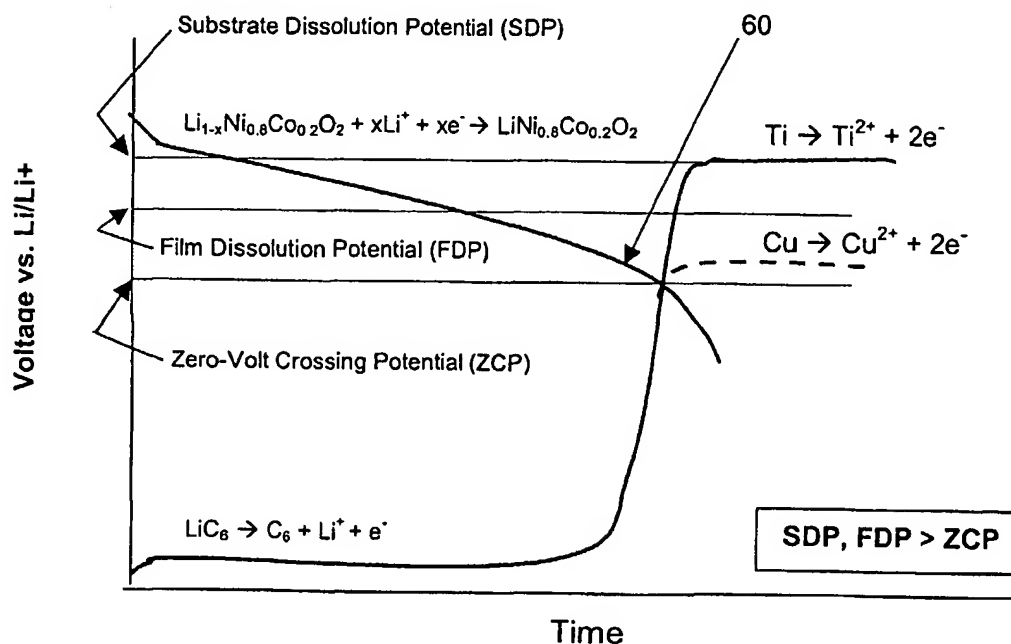 Substrate Dissolution Potential (SDP)
60
Li₁₋ₓNi₀.₈Co₀.₂O₂ + xLi⁺ + xe⁻ → LiNi₀.₈Co₀.₂O₂
Ti → Ti²⁺ + 2e⁻
Film Dissolution Potential (FDP)
Cu → Cu²⁺ + 2e⁻
Zero-Volt Crossing Potential (ZCP)
Voltage vs. Li/Li+
LiC₆ → C₆ + Li⁺ + e⁻
SDP, FDP > ZCP
Time